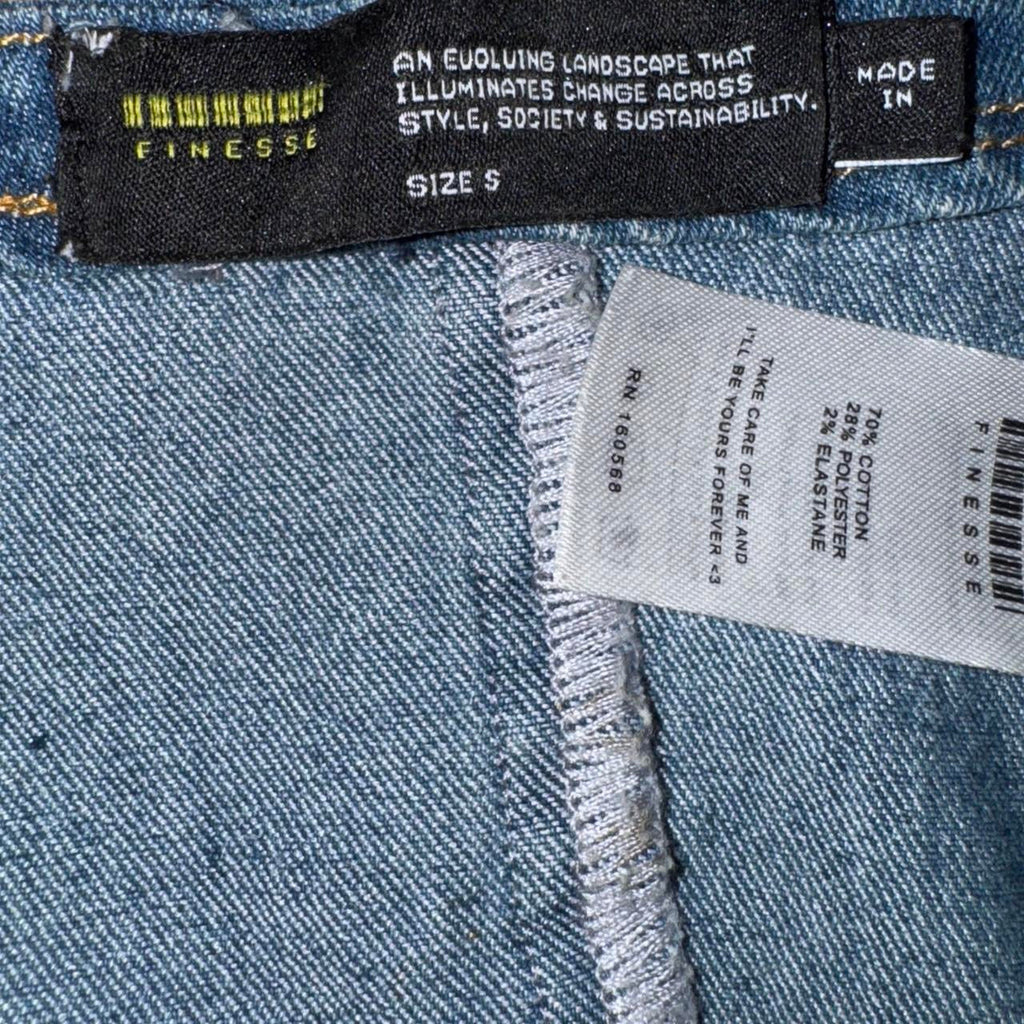 FINESSE
AN EVOLVING LANDSCAPE THAT
ILLUMINATES CHANGE ACROSS
STYLE, SOCIETY & SUSTAINABILITY.
SIZE S
MADE
IN
FINESSE
70% COTTON
28% POLYESTER
2% ELASTANE
TAKE CARE OF ME AND
I'LL BE YOURS FOREVER <3
RN 160568